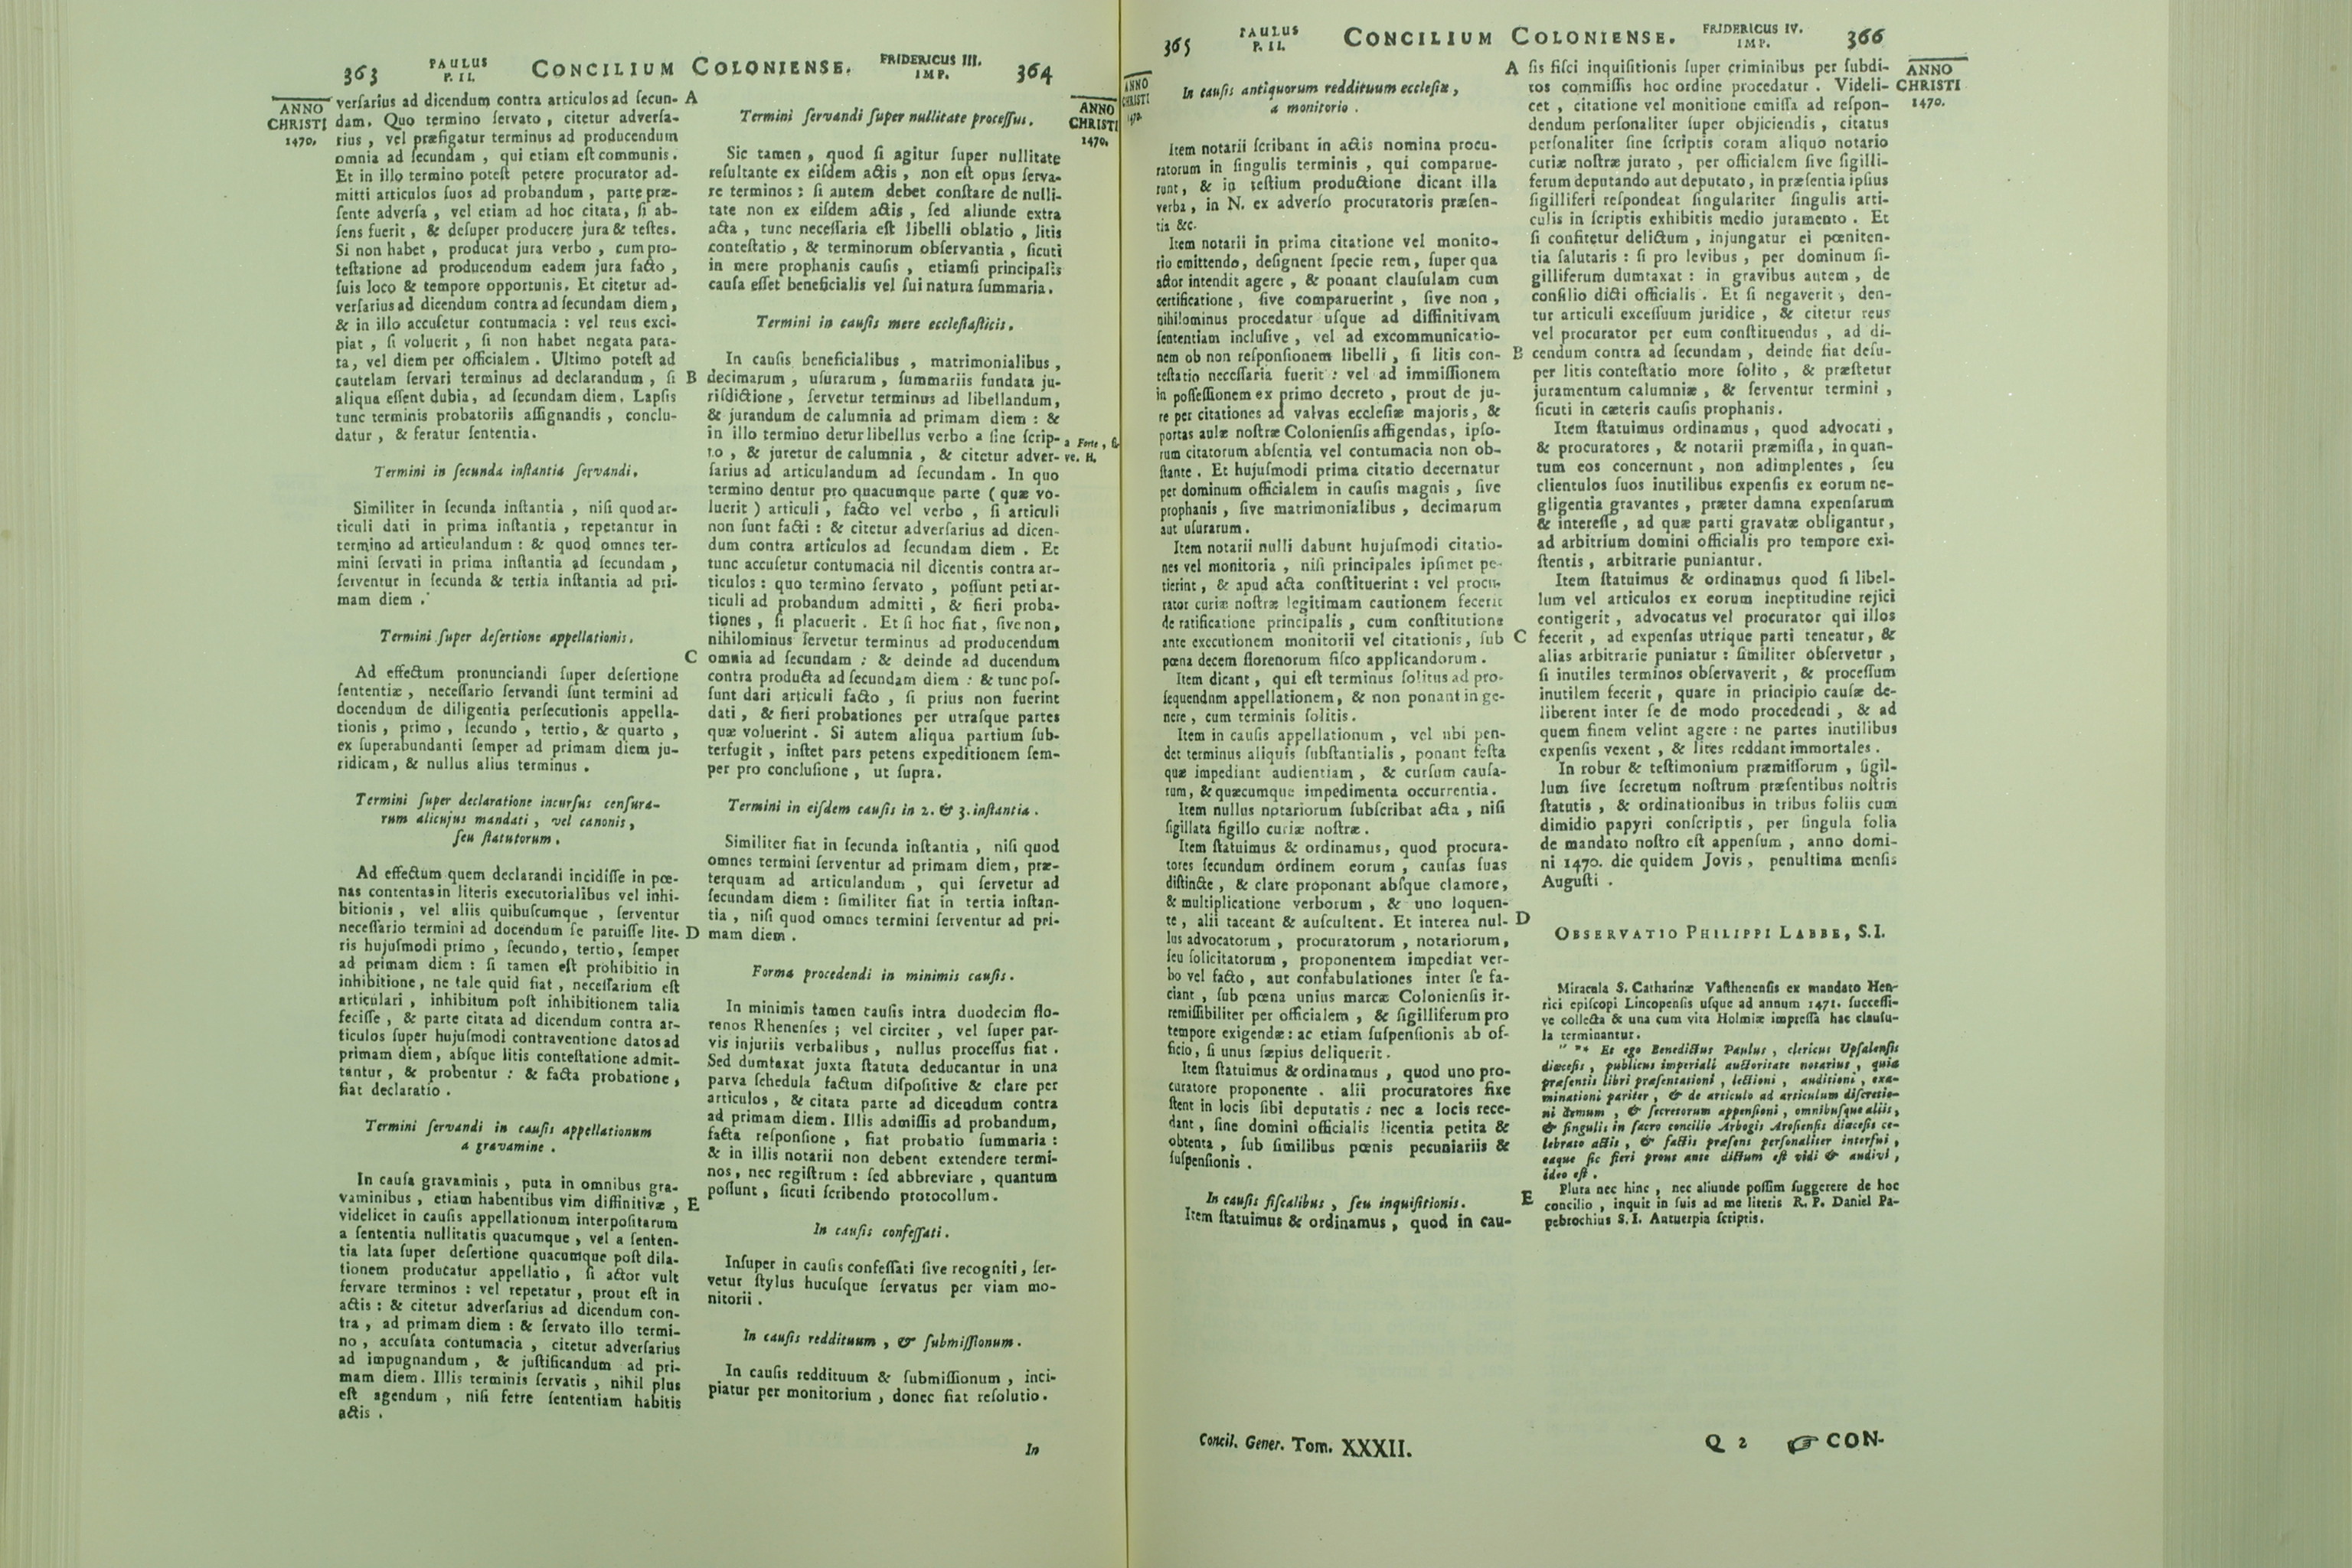 363
PAULUS
P. II.
CONCILIUM COLONIENSE.
FRIDERICUS III.
IMP.
364
ANNO
CHRISTI
1470.
verſarius ad dicendum contra articulos ad ſecun-
dam. Quo termino ſervato, citetur adverſa-
rius, vel præfigatur terminus ad producendum
omnia ad ſecundam, qui etiam eſt communis.
Et in illo termino poteſt petere procurator ad-
mitti articulos ſuos ad probandum, parte præ-
ſente adverſa, vel etiam ad hoc citata, ſi ab-
ſens fuerit, & deſuper producere jura & teſtes.
Si non habet, producat jura verbo, cum pro-
teſtatione ad producendum eadem jura facto,
ſuis loco & tempore opportunis. Et citetur ad-
verſarius ad dicendum contra ad ſecundam diem,
& in illo accuſetur contumacia: vel reus exci-
piat, ſi voluerit, ſi non habet negata para-
ta, vel diem per officialem. Ultimo poteſt ad
cautelam ſervari terminus ad declarandum, ſi
aliqua eſſent dubia, ad ſecundam diem. Lapſis
tunc terminis probatoriis aſſignandis, conclu-
datur, & feratur ſententia.
Termini in ſecunda inſtantia ſervandi.
Similiter in ſecunda inſtantia, niſi quod ar-
ticuli dati in prima inſtantia, repetantur in
termino ad articulandum: & quod omnes ter-
mini ſervati in prima inſtantia ad ſecundam,
ſerventur in ſecunda & tertia inſtantia ad pri-
mam diem.
Termini ſuper deſertione appellationis.
Ad effectum pronunciandi ſuper deſertione
ſententiæ, neceſſario ſervandi ſunt termini ad
docendum de diligentia perſecutionis appella-
tionis, primo, ſecundo, tertio, & quarto,
ex ſuperabundanti ſemper ad primam diem ju-
ridicam, & nullus alius terminus.
Termini ſuper declaratione incurſus cenſura-
rum alicujus mandati, vel canonis,
ſeu ſtatutorum.
Ad effectum quem declarandi incidiſſe in pœ-
nas contentas in literis executorialibus vel inhi-
bitionis, vel aliis quibuſcumque, ſerventur
neceſſario termini ad docendum ſe paruiſſe lite-
ris hujuſmodi primo, ſecundo, tertio, ſemper
ad primam diem: ſi tamen eſt prohibitio in
inhibitione, ne tale quid fiat, neceſſarium eſt
articulari, inhibitum poſt inhibitionem talia
feciſſe, & parte citata ad dicendum contra ar-
ticulos ſuper hujuſmodi contraventione datos ad
primam diem, abſque litis conteſtatione admit-
tantur, & probentur: & facta probatione,
fiat declaratio.
Termini ſervandi in cauſis appellationum
a gravamine.
In cauſa gravaminis, puta in omnibus gra-
vaminibus, etiam habentibus vim diffinitivæ,
videlicet in cauſis appellationum interpoſitarum
a ſententia nullitatis quacumque, vel a ſenten-
tia lata ſuper deſertione quacumque poſt dila-
tionem producatur appellatio, ſi actor vult
ſervare terminos: vel repetatur, prout eſt in
actis: & citetur adverſarius ad dicendum con-
tra, ad primam diem: & ſervato illo termi-
no, accuſata contumacia, citetur adverſarius
ad impugnandum, & juſtificandum ad pri-
mam diem. Illis terminis ſervatis, nihil plus
eſt agendum, niſi ferre ſententiam habitis
actis.
A
B
C
D
E
Termini ſervandi ſuper nullitate proceſſus.
Sic tamen, quod ſi agitur ſuper nullitate
reſultante ex eiſdem actis, non eſt opus ſerva-
re terminos: ſi autem debet conſtare de nulli-
tate non ex eiſdem actis, ſed aliunde extra
acta, tunc neceſſaria eſt libelli oblatio, litis
conteſtatio, & terminorum obſervantia, ſicuti
in mere prophanis cauſis, etiamſi principalis
cauſa eſſet beneficialis vel ſui natura ſummaria.
Termini in cauſis mere eccleſiaſticis.
In cauſis beneficialibus, matrimonialibus,
decimarum, uſurarum, ſummariis fundata ju-
riſdictione, ſervetur terminus ad libellandum,
& jurandum de calumnia ad primam diem: &
in illo termino detur libellus verbo a ſine ſcrip-
to, & juretur de calumnia, & citetur adver-
ſarius ad articulandum ad ſecundam. In quo
termino dentur pro quacumque parte (quæ vo-
luerit) articuli, facto vel verbo, ſi articuli
non ſunt facti: & citetur adverſarius ad dicen-
dum contra articulos ad ſecundam diem. Et
tunc accuſetur contumacia nil dicentis contra ar-
ticulos: quo termino ſervato, poſſunt peti ar-
ticuli ad probandum admitti, & fieri proba-
tiones, ſi placuerit. Et ſi hoc fiat, ſive non,
nihilominus ſervetur terminus ad producendum
omnia ad ſecundam: & deinde ad ducendum
contra producta ad ſecundam diem: & tunc poſ-
ſunt dari articuli facto, ſi prius non fuerint
dati, & fieri probationes per utraſque partes
quæ voluerint. Si autem aliqua partium ſub-
terfugit, inſtet pars petens expeditionem ſem-
per pro concluſione, ut ſupra.
Termini in eiſdem cauſis in 2. & 3. inſtantia.
Similiter fiat in ſecunda inſtantia, niſi quod
omnes termini ſerventur ad primam diem, præ-
terquam ad articulandum, qui ſervetur ad
ſecundam diem: ſimiliter fiat in tertia inſtan-
tia, niſi quod omnes termini ſerventur ad pri-
mam diem.
Forma procedendi in minimis cauſis.
In minimis tamen cauſis intra duodecim flo-
renos Rhenenſes; vel circiter, vel ſuper par-
vis injuriis verbalibus, nullus proceſſus fiat.
Sed dumtaxat juxta ſtatuta deducantur in una
parva ſchedula factum diſpoſitive & clare per
articulos, & citata parte ad dicendum contra
ad primam diem. Illis admiſſis ad probandum,
facta reſponſione, fiat probatio ſummaria:
& in illis notarii non debent extendere termi-
nos, nec regiſtrum: ſed abbreviare, quantum
poſſunt, ſicuti ſcribendo protocollum.
In cauſis confeſſati.
Inſuper in cauſis confeſſati ſive recogniti, ſer-
vetur ſtylus hucuſque ſervatus per viam mo-
nitorii.
In cauſis reddituum, & ſubmiſſionum.
In cauſis reddituum & ſubmiſſionum, inci-
piatur per monitorium, donec fiat reſolutio.
In
ANNO
CHRISTI
1470.
a Forte, ſi-
ve. H.
365
PAULUS
P. II.
CONCILIUM COLONIENSE.
FRIDERICUS IV.
IMP.
366
ANNO
CHRISTI
1470.
In cauſis antiquorum reddituum eccleſiæ,
a monitorio.
Item notarii ſcribant in actis nomina procu-
ratorum in ſingulis terminis, qui comparue-
runt, & in teſtium productione dicant illa
verba, in N. ex adverſo procuratoris præſen-
tia &c.
Item notarii in prima citatione vel monito-
rio emittendo, deſignent ſpecie rem, ſuper qua
actor intendit agere, & ponant clauſulam cum
certificatione, ſive comparuerint, ſive non,
nihilominus procedatur uſque ad diffinitivam
ſententiam incluſive, vel ad excommunicatio-
nem ob non reſponſionem libelli, ſi litis con-
teſtatio neceſſaria fuerit: vel ad immiſſionem
in poſſeſſionem ex primo decreto, prout de ju-
re per citationes ad valvas eccleſiæ majoris, &
portas aulæ noſtræ Colonienſis affigendas, ipſo-
rum citatorum abſentia vel contumacia non ob-
ſtante. Et hujuſmodi prima citatio decernatur
per dominum officialem in cauſis magnis, ſive
prophanis, ſive matrimonialibus, decimarum
aut uſurarum.
Item notarii nulli dabunt hujuſmodi citatio-
nes vel monitoria, niſi principales ipſimet pe-
tierint, & apud acta conſtituerint: vel procu-
rator curiæ noſtræ legitimam cautionem fecerit
de ratificatione principalis, cum conſtitutione
ante executionem monitorii vel citationis, ſub
pœna decem florenorum fiſco applicandorum.
Item dicant, qui eſt terminus ſolitus ad pro-
ſequendnm appellationem, & non ponant in ge-
nere, cum terminis ſolitis.
Item in cauſis appellationum, vel ubi pen-
det terminus aliquis ſubſtantialis, ponant feſta
quæ impediant audientiam, & curſum cauſa-
rum, & quæcumque impedimenta occurrentia.
Item nullus notariorum ſubſcribat acta, niſi
ſigillata ſigillo curiæ noſtræ.
Item ſtatuimus & ordinamus, quod procura-
tores ſecundum ordinem eorum, cauſas ſuas
diſtincte, & clare proponant abſque clamore,
& multiplicatione verborum, & uno loquen-
te, alii taceant & auſcultent. Et interea nul-
lus advocatorum, procuratorum, notariorum,
ſeu ſolicitatorum, proponentem impediat ver-
bo vel facto, aut confabulationes inter ſe fa-
ciant, ſub pœna unius marcæ Colonienſis ir-
remiſſibiliter per officialem, & ſigilliferum pro
tempore exigendæ: ac etiam ſuſpenſionis ab of-
ficio, ſi unus ſæpius deliquerit.
Item ſtatuimus & ordinamus, quod uno pro-
curatore proponente. alii procuratores fixe
ſtent in locis ſibi deputatis: nec a locis rece-
dant, ſine domini officialis licentia petita &
obtenta, ſub ſimilibus pœnis pecuniariis &
ſuſpenſionis.
In cauſis fiſcalibus, ſeu inquiſitionis.
Item ſtatuimus & ordinamus, quod in cau-
A
B
C
D
E
ſis fiſci inquiſitionis ſuper criminibus per ſubdi-
tos commiſſis hoc ordine procedatur. Videli-
cet, citatione vel monitione emiſſa ad reſpon-
dendum perſonaliter ſuper objiciendis, citatus
perſonaliter ſine ſcriptis coram aliquo notario
curiæ noſtræ jurato, per officialem ſive ſigilli-
ferum deputando aut deputato, in præſentia ipſius
ſigilliferi reſpondeat ſingulariter ſingulis arti-
culis in ſcriptis exhibitis medio juramento. Et
ſi confitetur delictum, injungatur ei pœniten-
tia ſalutaris: ſi pro levibus, per dominum ſi-
gilliferum dumtaxat: in gravibus autem, de
conſilio dicti officialis. Et ſi negaverit, den-
tur articuli exceſſuum juridice, & citetur reus
vel procurator per eum conſtituendus, ad di-
cendum contra ad ſecundam, deinde fiat deſu-
per litis conteſtatio more ſolito, & præſtetur
juramentum calumniæ, & ſerventur termini,
ſicuti in cæteris cauſis prophanis.
Item ſtatuimus ordinamus, quod advocati,
& procuratores, & notarii præmiſſa, in quan-
tum eos concernunt, non adimplentes, ſeu
clientulos ſuos inutilibus expenſis ex eorum ne-
gligentia gravantes, præter damna expenſarum
& intereſſe, ad quæ parti gravatæ obligantur,
ad arbitrium domini officialis pro tempore exi-
ſtentis, arbitrarie puniantur.
Item ſtatuimus & ordinamus quod ſi libel-
lum vel articulos ex eorum ineptitudine rejici
contigerit, advocatus vel procurator qui illos
fecerit, ad expenſas utrique parti teneatur, &
alias arbitrarie puniatur: ſimiliter obſervetur,
ſi inutiles terminos obſervaverit, & proceſſum
inutilem fecerit, quare in principio cauſæ de-
liberent inter ſe de modo procedendi, & ad
quem finem velint agere: ne partes inutilibus
expenſis vexent, & lites reddant immortales.
In robur & teſtimonium præmiſſorum, ſigil-
lum ſive ſecretum noſtrum præſentibus noſtris
ſtatutis, & ordinationibus in tribus foliis cum
dimidio papyri conſcriptis, per ſingula folia
de mandato noſtro eſt appenſum, anno domi-
ni 1470. die quidem Jovis, penultima menſis
Auguſti.
OBSERVATIO PHILIPPI LABBE, S.I.
Miracula S. Catharinæ Vaſthenenſis ex mandato Hen-
rici epiſcopi Lincopenſis uſque ad annum 1471. ſucceſſi-
ve collecta & una cum vita Holmiæ impreſſa hac clauſu-
la terminantur.
Et ego Benedictus Paulus, clericus Upſalenſis
diœceſis, publicus imperiali auctoritate notarius, quia
præſentis libri præſentationi, lectioni, auditioni, exa-
minationi pariter, & de articulo ad articulum diſcretio-
ni demum, & ſecretorum appenſioni, omnibuſque aliis,
& ſingulis in ſacro concilio Arbogis Aroſienſis diœceſis ce-
lebrato actis, & factis præſens perſonaliter interfui,
eaque ſic fieri prout ante dictum eſt vidi & audivi,
ideo eſt.
Plura nec hinc, nec aliunde poſſim ſuggerere de hoc
concilio, inquit in ſuis ad me literis R. P. Daniel Pa-
pebrochius S. I. Antuerpia ſcriptis.
ANNO
CHRISTI
1470.
Concil. Gener. Tom. XXXII.
Q 2
☞ CON-